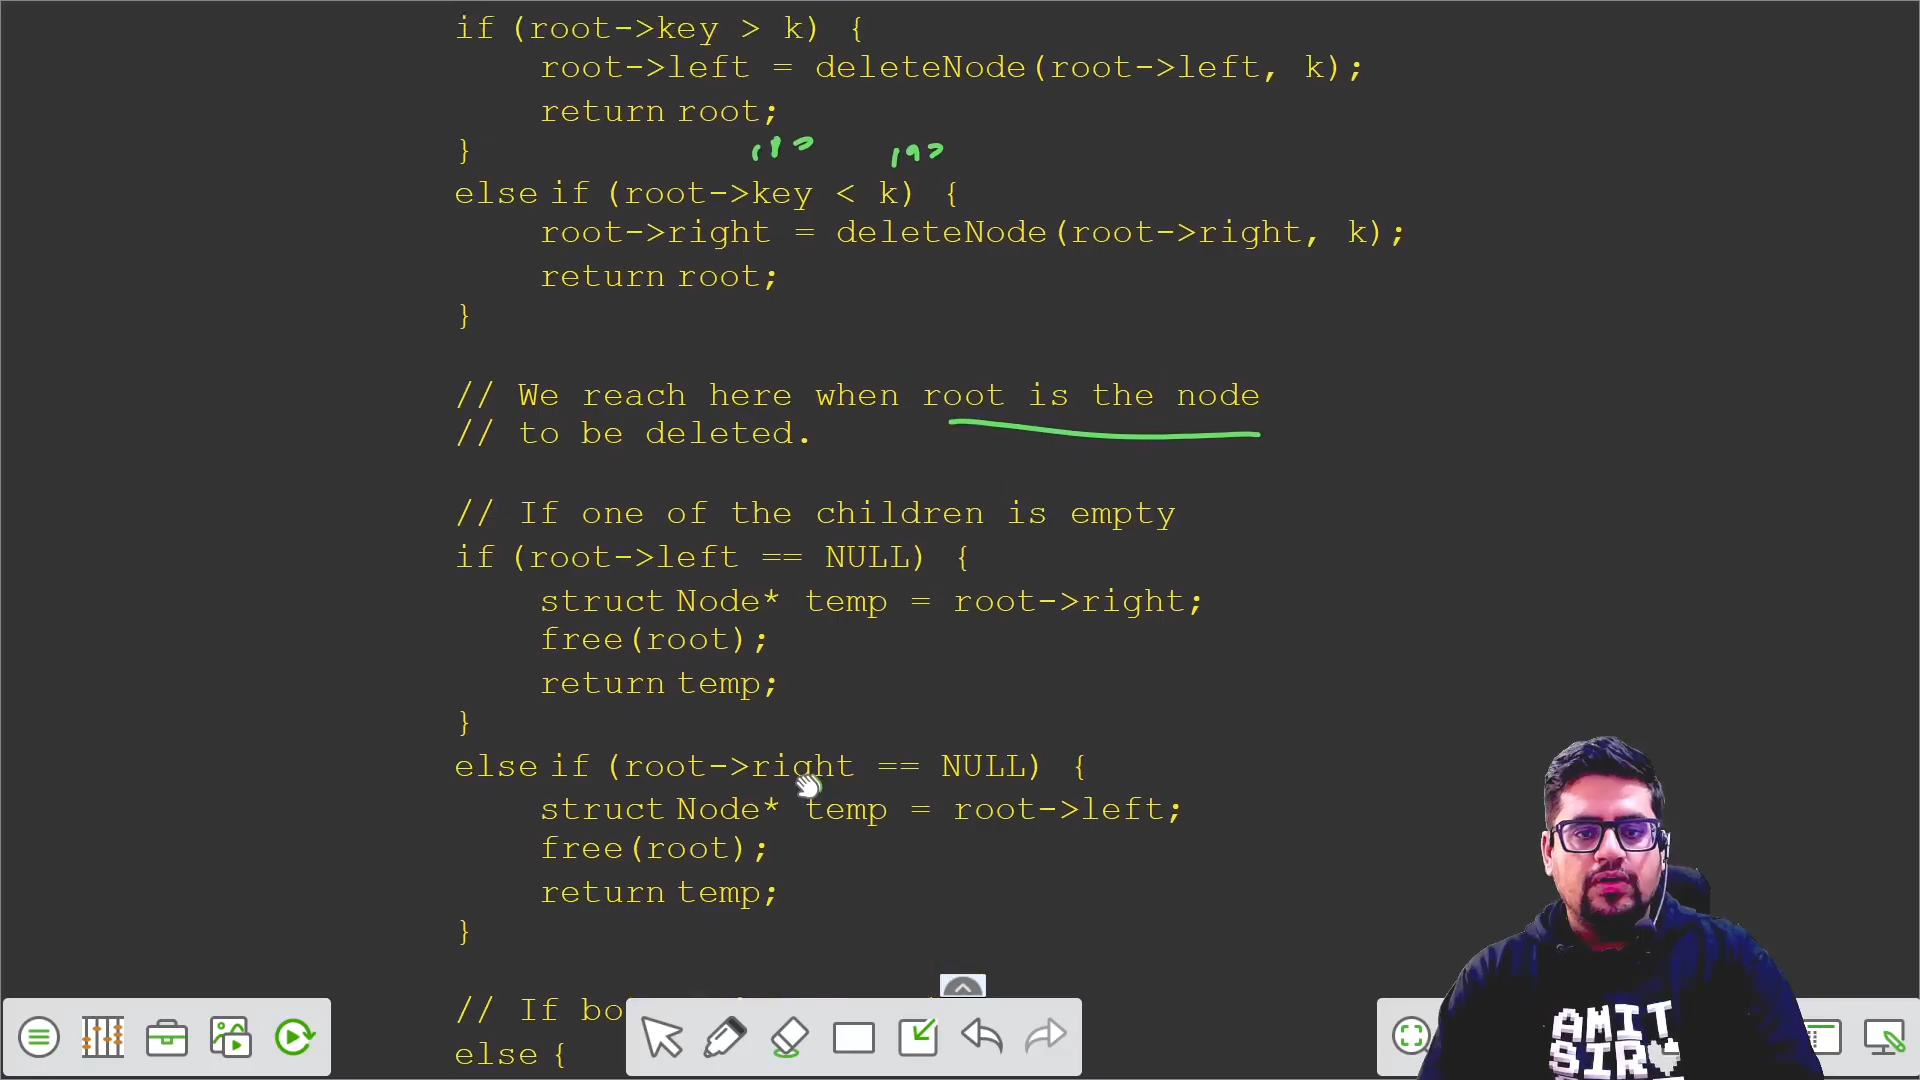 if (root->key > k) {
root->left = deleteNode(root->left, k);
return root;
}
else if (root->key < k) {
root->right = deleteNode(root->right, k);
return root;
}
// We reach here when root is the node
// to be deleted.
// If one of the children is empty
if (root->left == NULL) {
struct Node* temp = root->right;
free(root);
return temp;
}
else if (root->right == NULL) {
struct Node* temp = root->left;
free(root);
return temp;
}
// If bo
else {
AMIT
SIR